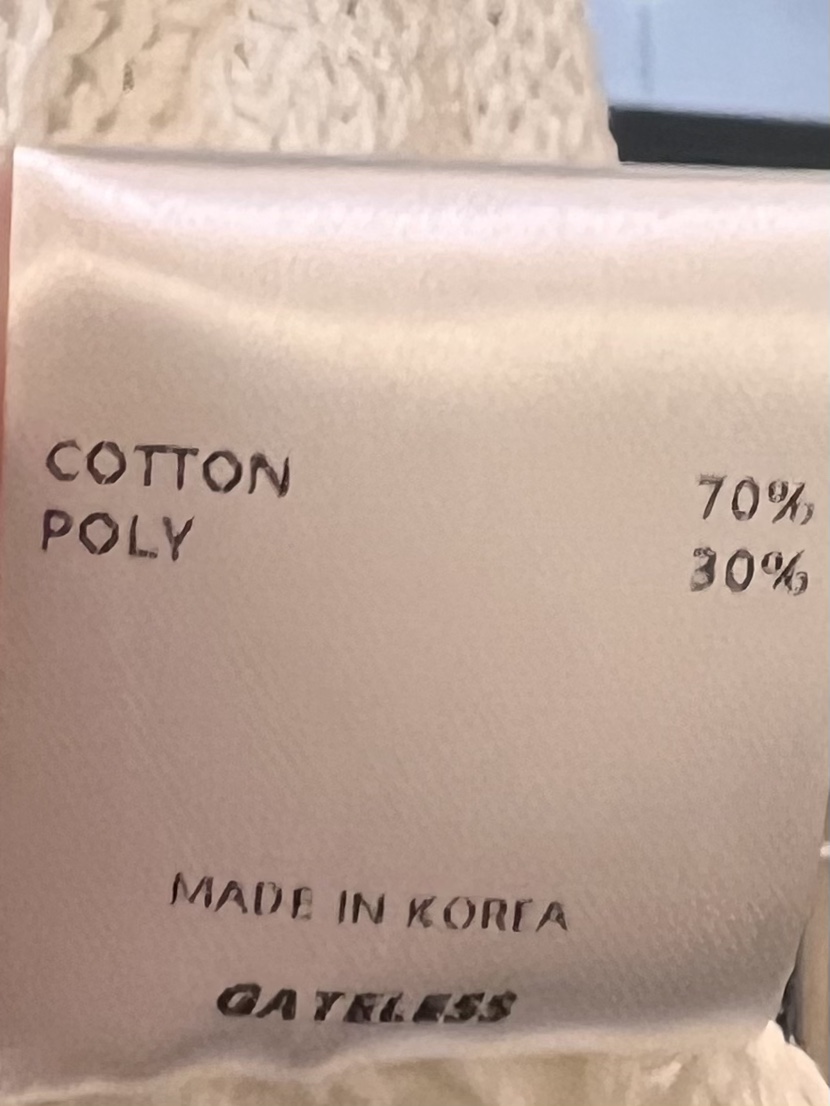 COTTON 70%
POLY 30%
MADE IN KOREA
GATELESS